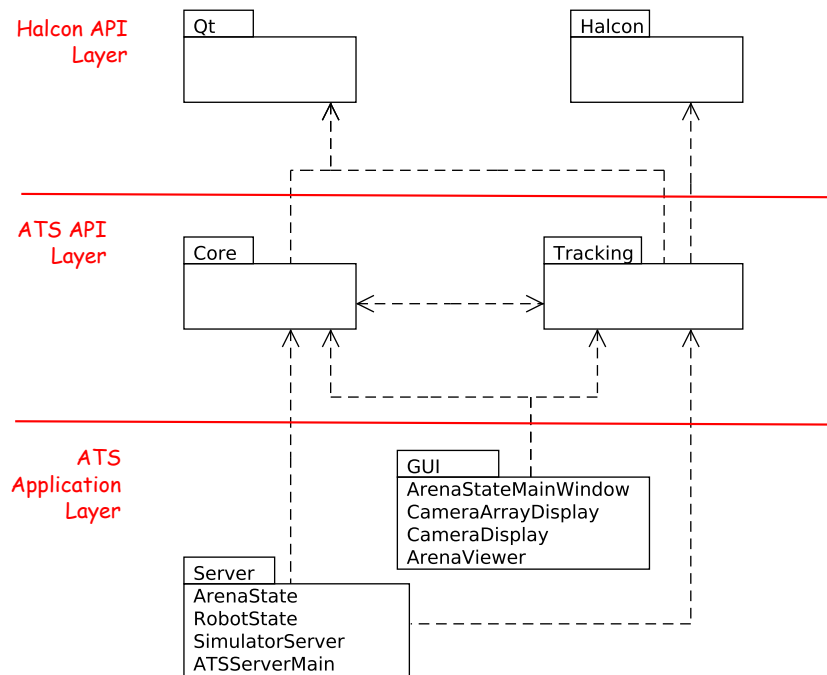 Halcon API
Layer
Qt
Halcon
ATS API
Layer
Core
Tracking
ATS
Application
Layer
GUI
ArenaStateMainWindow
CameraArrayDisplay
CameraDisplay
ArenaViewer
Server
ArenaState
RobotState
SimulatorServer
ATSServerMain